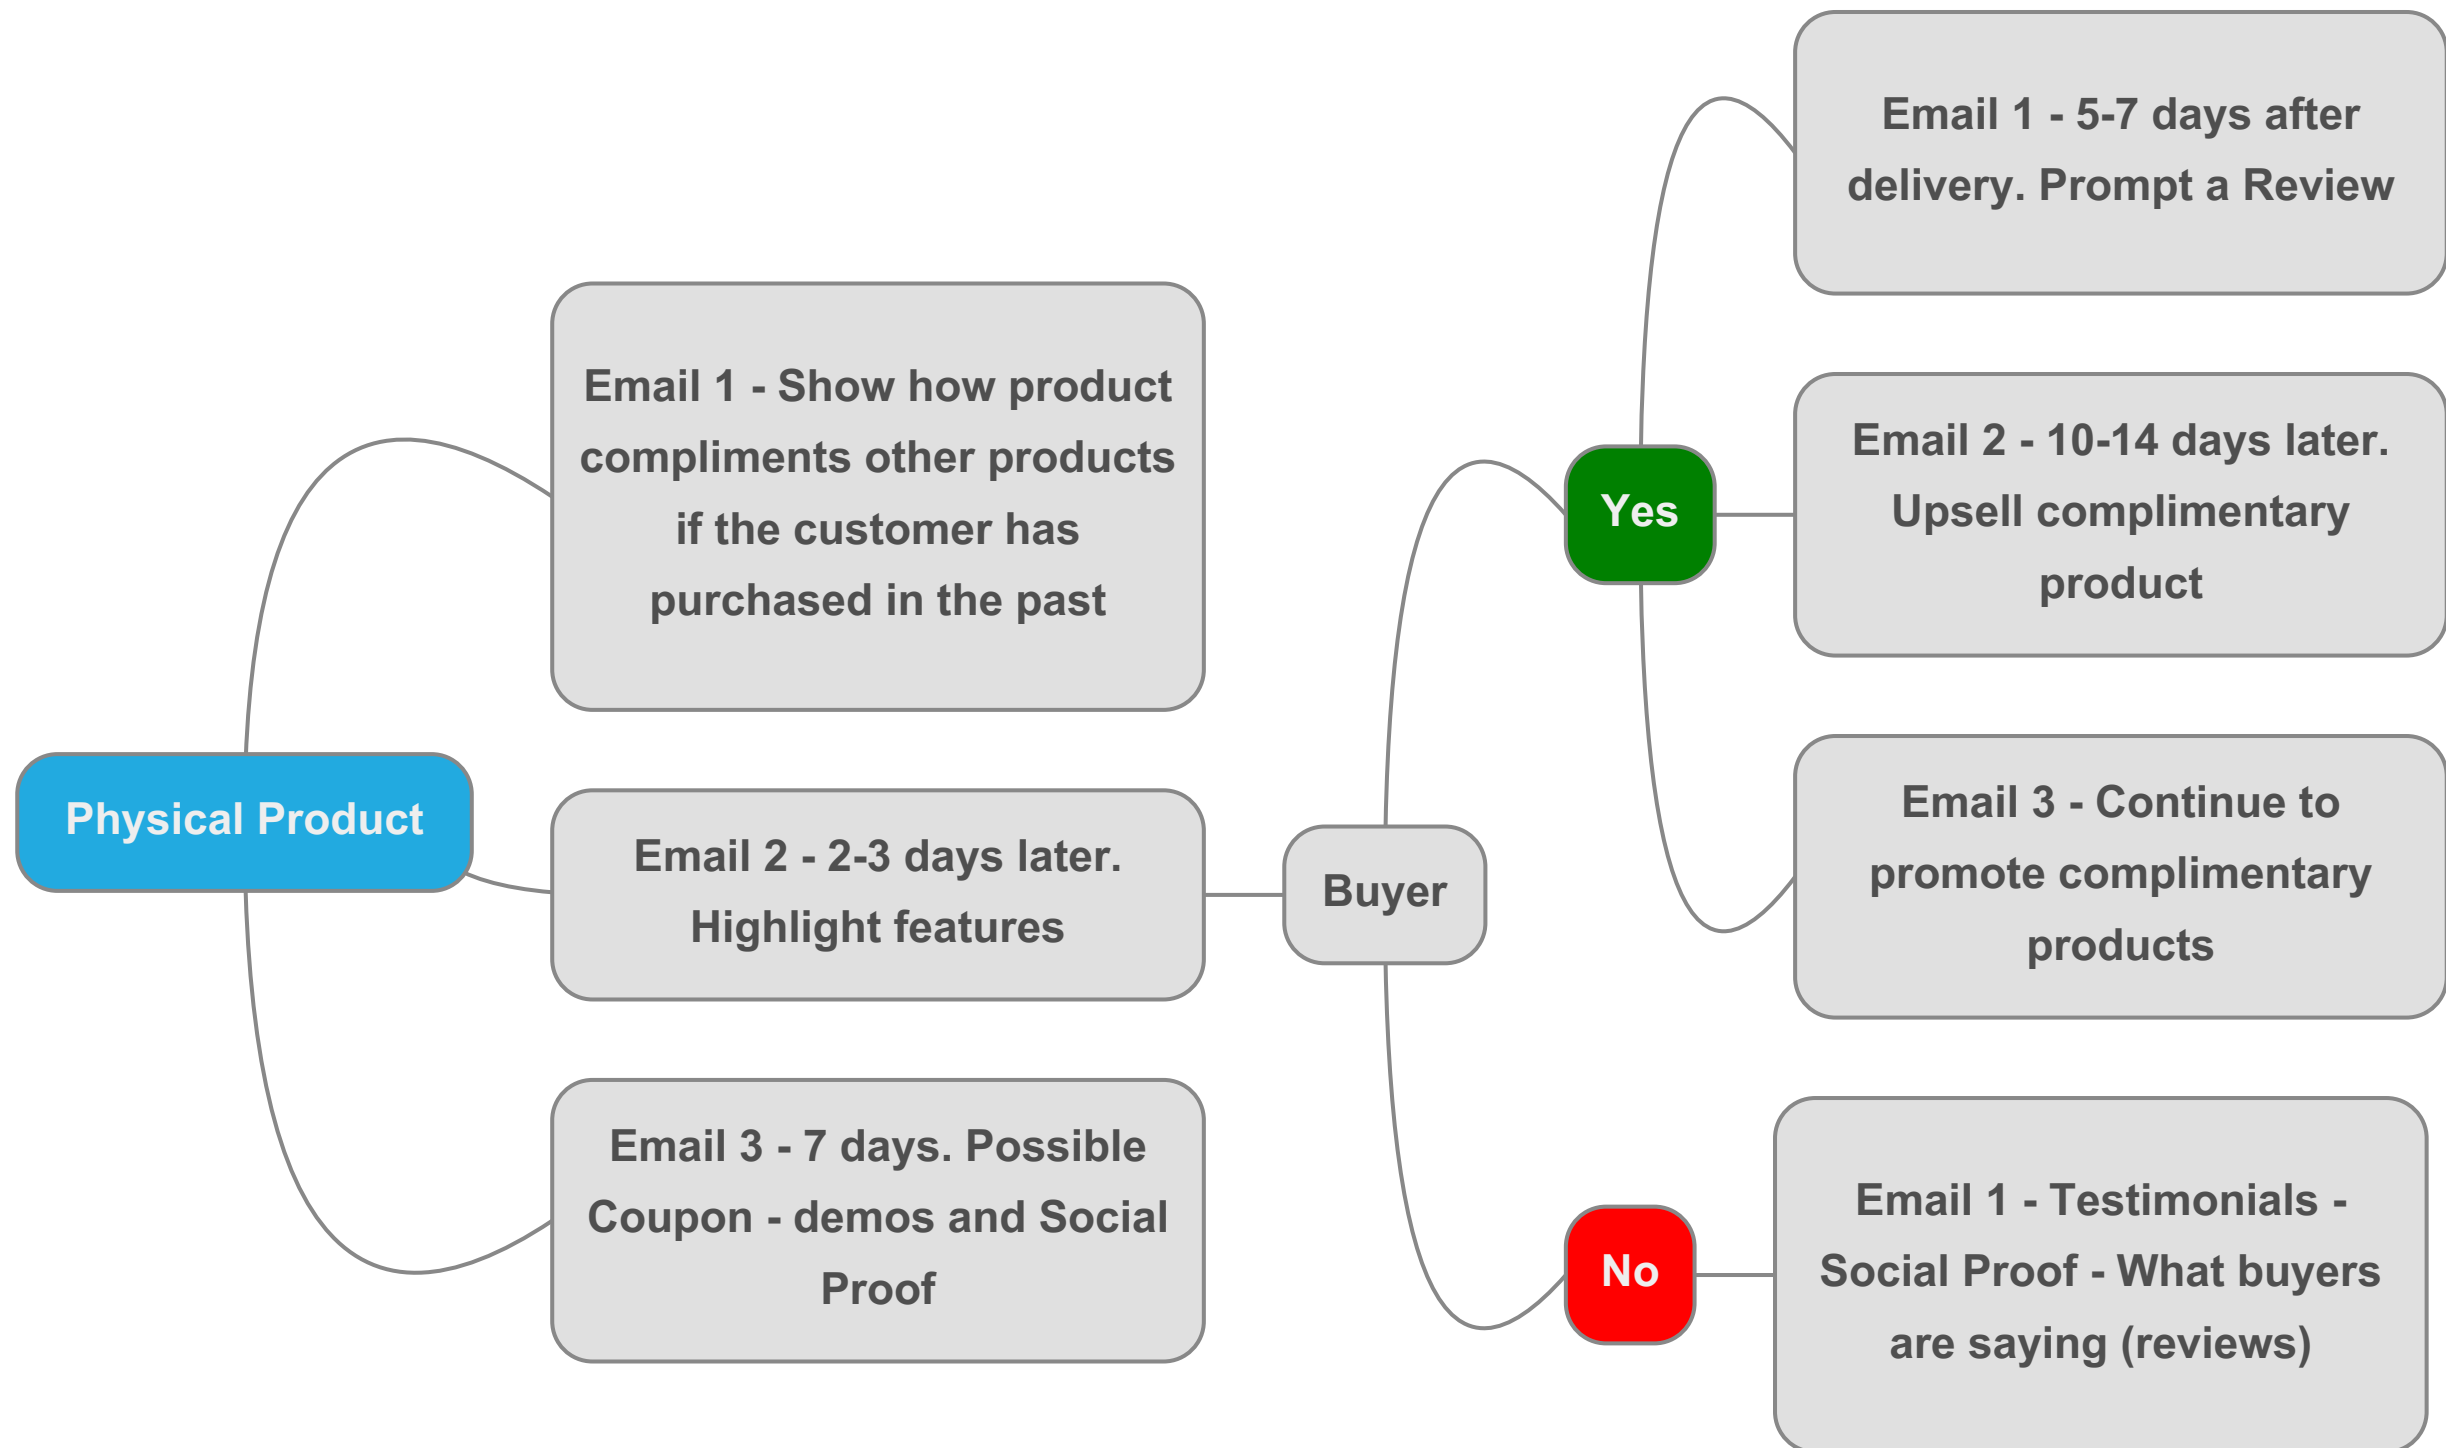 Physical Product
Email 1 - Show how product
compliments other products
if the customer has
purchased in the past
Email 2 - 2-3 days later.
Highlight features
Email 3 - 7 days. Possible
Coupon - demos and Social
Proof
Buyer
Yes
Email 1 - 5-7 days after
delivery. Prompt a Review
Email 2 - 10-14 days later.
Upsell complimentary
product
Email 3 - Continue to
promote complimentary
products
No
Email 1 - Testimonials -
Social Proof - What buyers
are saying (reviews)